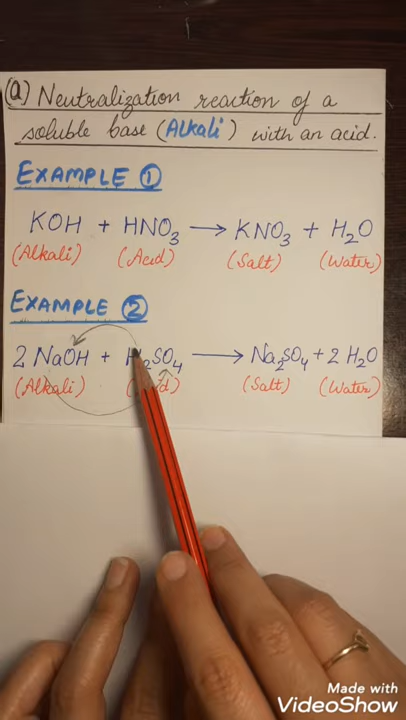 (a) Neutralization reaction of a
soluble base (Alkali) with an acid.
EXAMPLE ①
KOH + HNO₃ → KNO₃ + H₂O
(Alkali) (Acid) (Salt) (Water)
EXAMPLE ②
2 NaOH + H₂SO₄ → Na₂SO₄ + 2 H₂O
(Alkali) (Acid) (Salt) (Water)
Made with
VideoShow